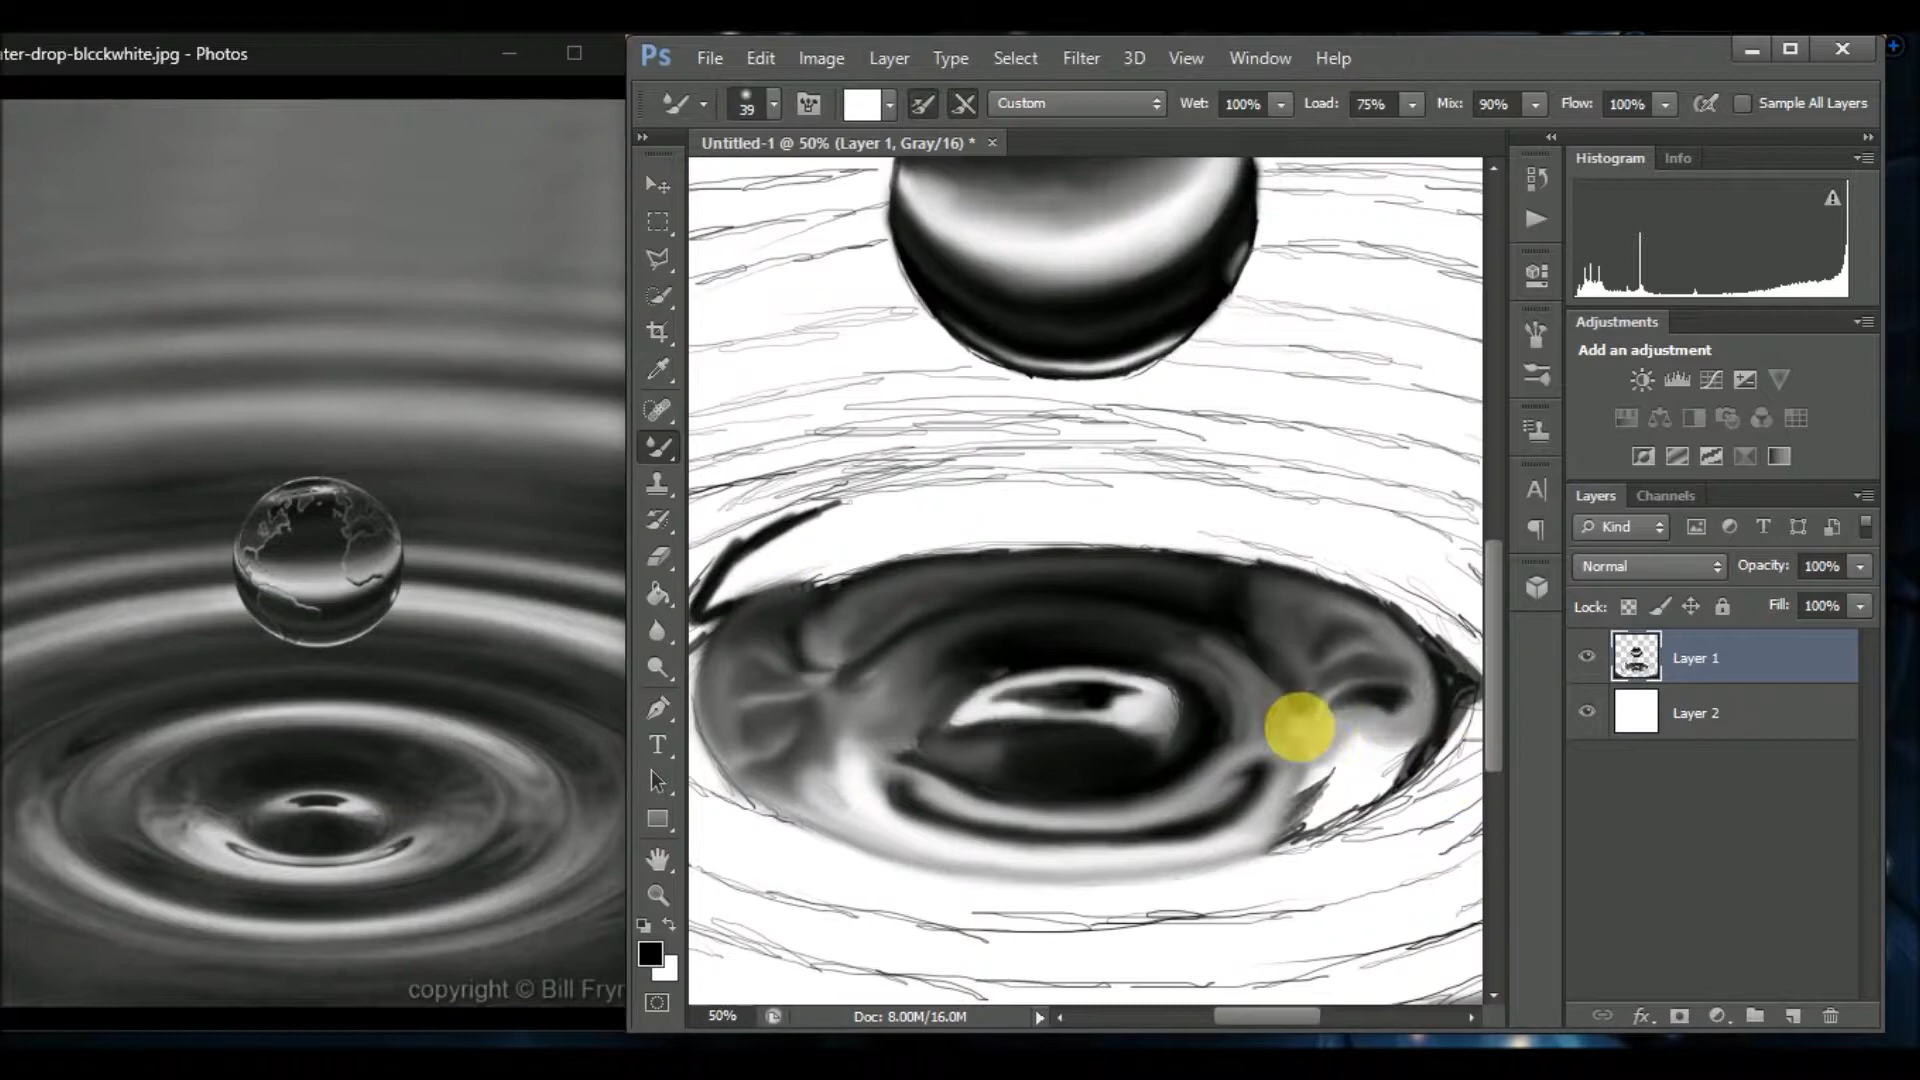 ter-drop-blcckwhite.jpg - Photos
copyright © Bill Fryn
Ps File Edit Image Layer Type Select Filter 3D View Window Help
39 Custom Wet: 100% Load: 75% Mix: 90% Flow: 100% Sample All Layers
Untitled-1 @ 50% (Layer 1, Gray/16) *
Histogram Info
Adjustments
Add an adjustment
Layers Channels
Kind
Normal Opacity: 100%
Lock: Fill: 100%
Layer 1
Layer 2
50% Doc: 8.00M/16.0M